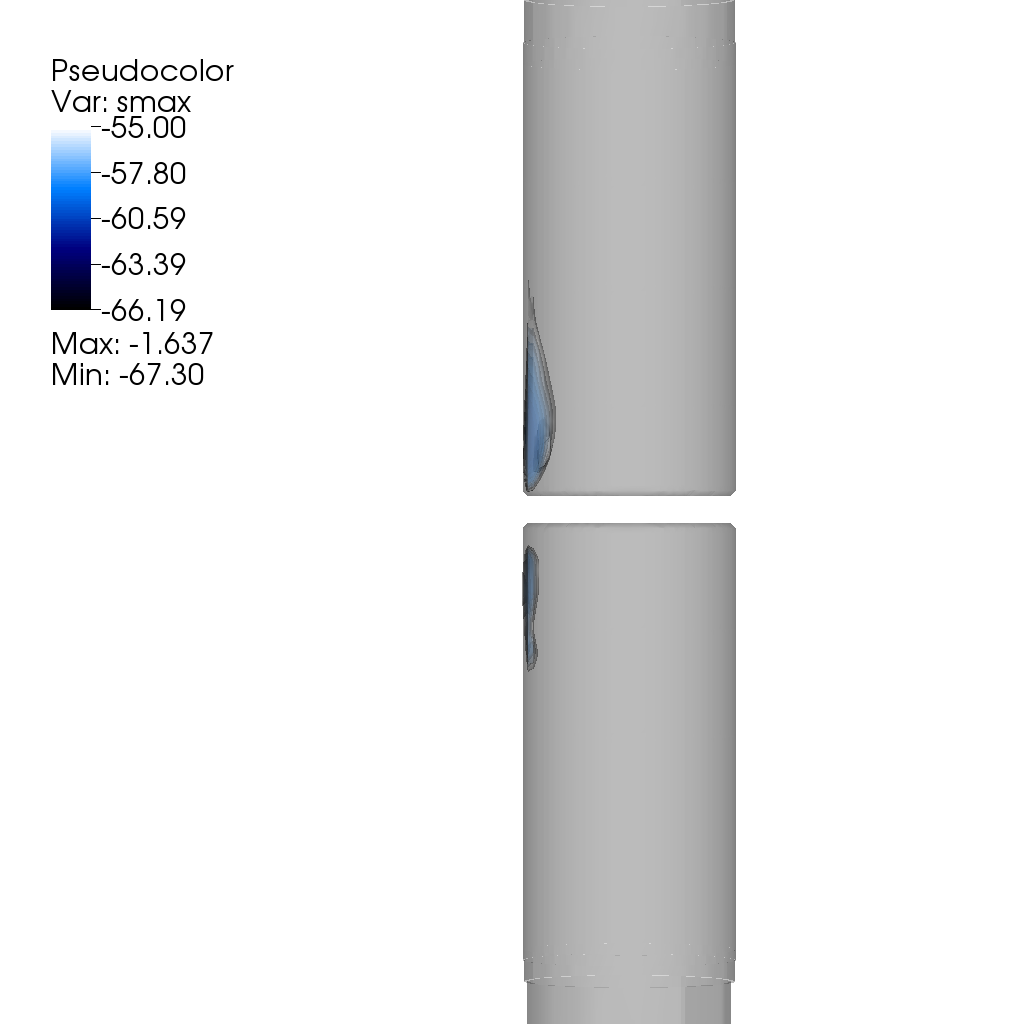 Pseudocolor
Var: smax
-55.00
-57.80
-60.59
-63.39
-66.19
Max: -1.637
Min: -67.30